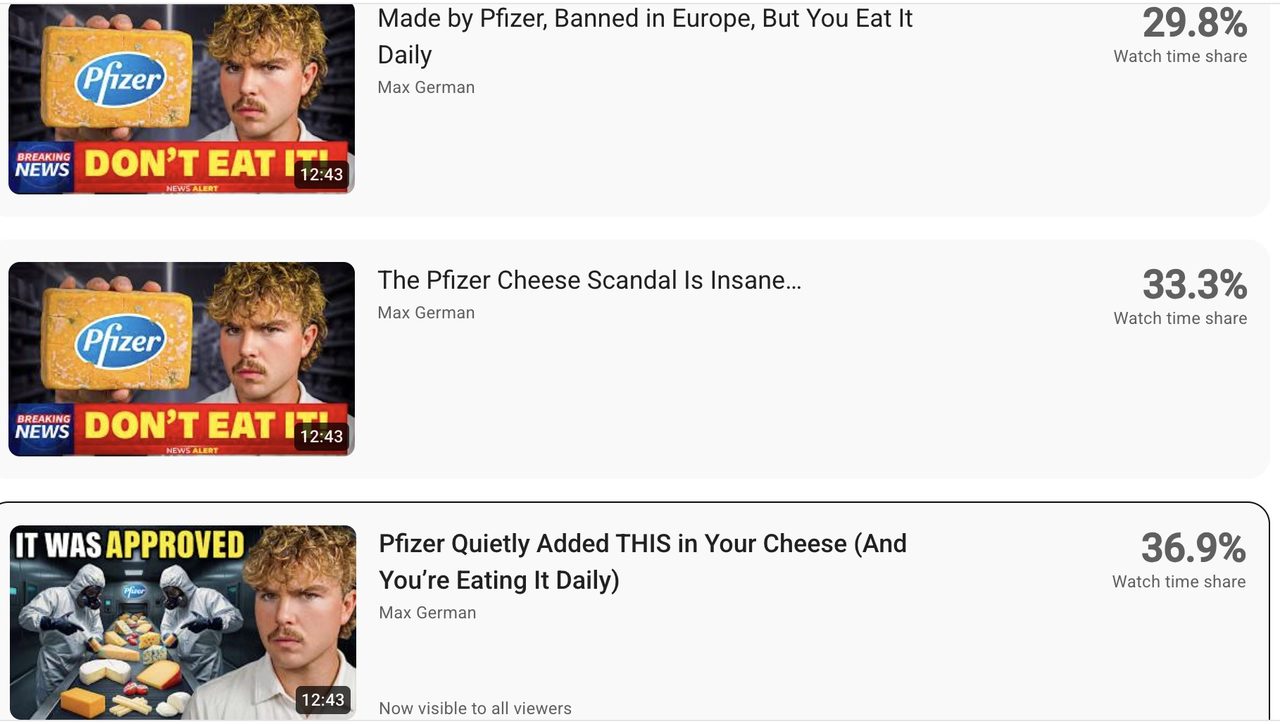 Made by Pfizer, Banned in Europe, But You Eat It
Daily
Max German
29.8%
Watch time share
Pfizer
BREAKING
NEWS
DON'T EAT IT!
NEWS ALERT
12:43
The Pfizer Cheese Scandal Is Insane...
Max German
33.3%
Watch time share
Pfizer
BREAKING
NEWS
DON'T EAT IT!
NEWS ALERT
12:43
Pfizer Quietly Added THIS in Your Cheese (And
You're Eating It Daily)
Max German
36.9%
Watch time share
IT WAS APPROVED
Pfizer
12:43
Now visible to all viewers